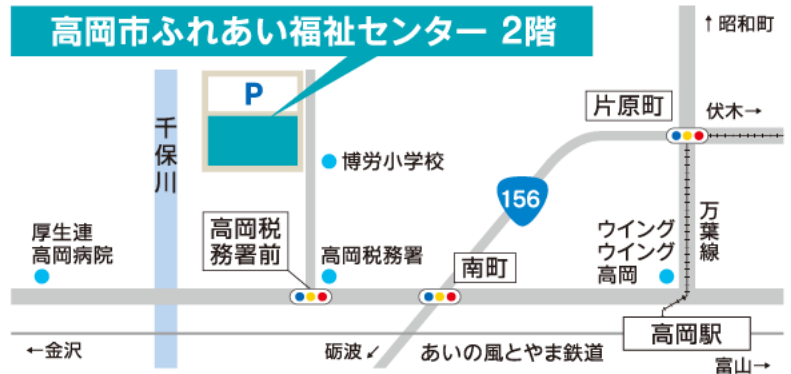 高岡市ふれあい福祉センター 2階
↑昭和町
P
片原町
伏木→
千保川
博労小学校
156
万葉線
厚生連
高岡病院
高岡税
務署前
高岡税務署
南町
ウイング
ウイング
高岡
高岡駅
←金沢
砺波↙
あいの風とやま鉄道
富山→